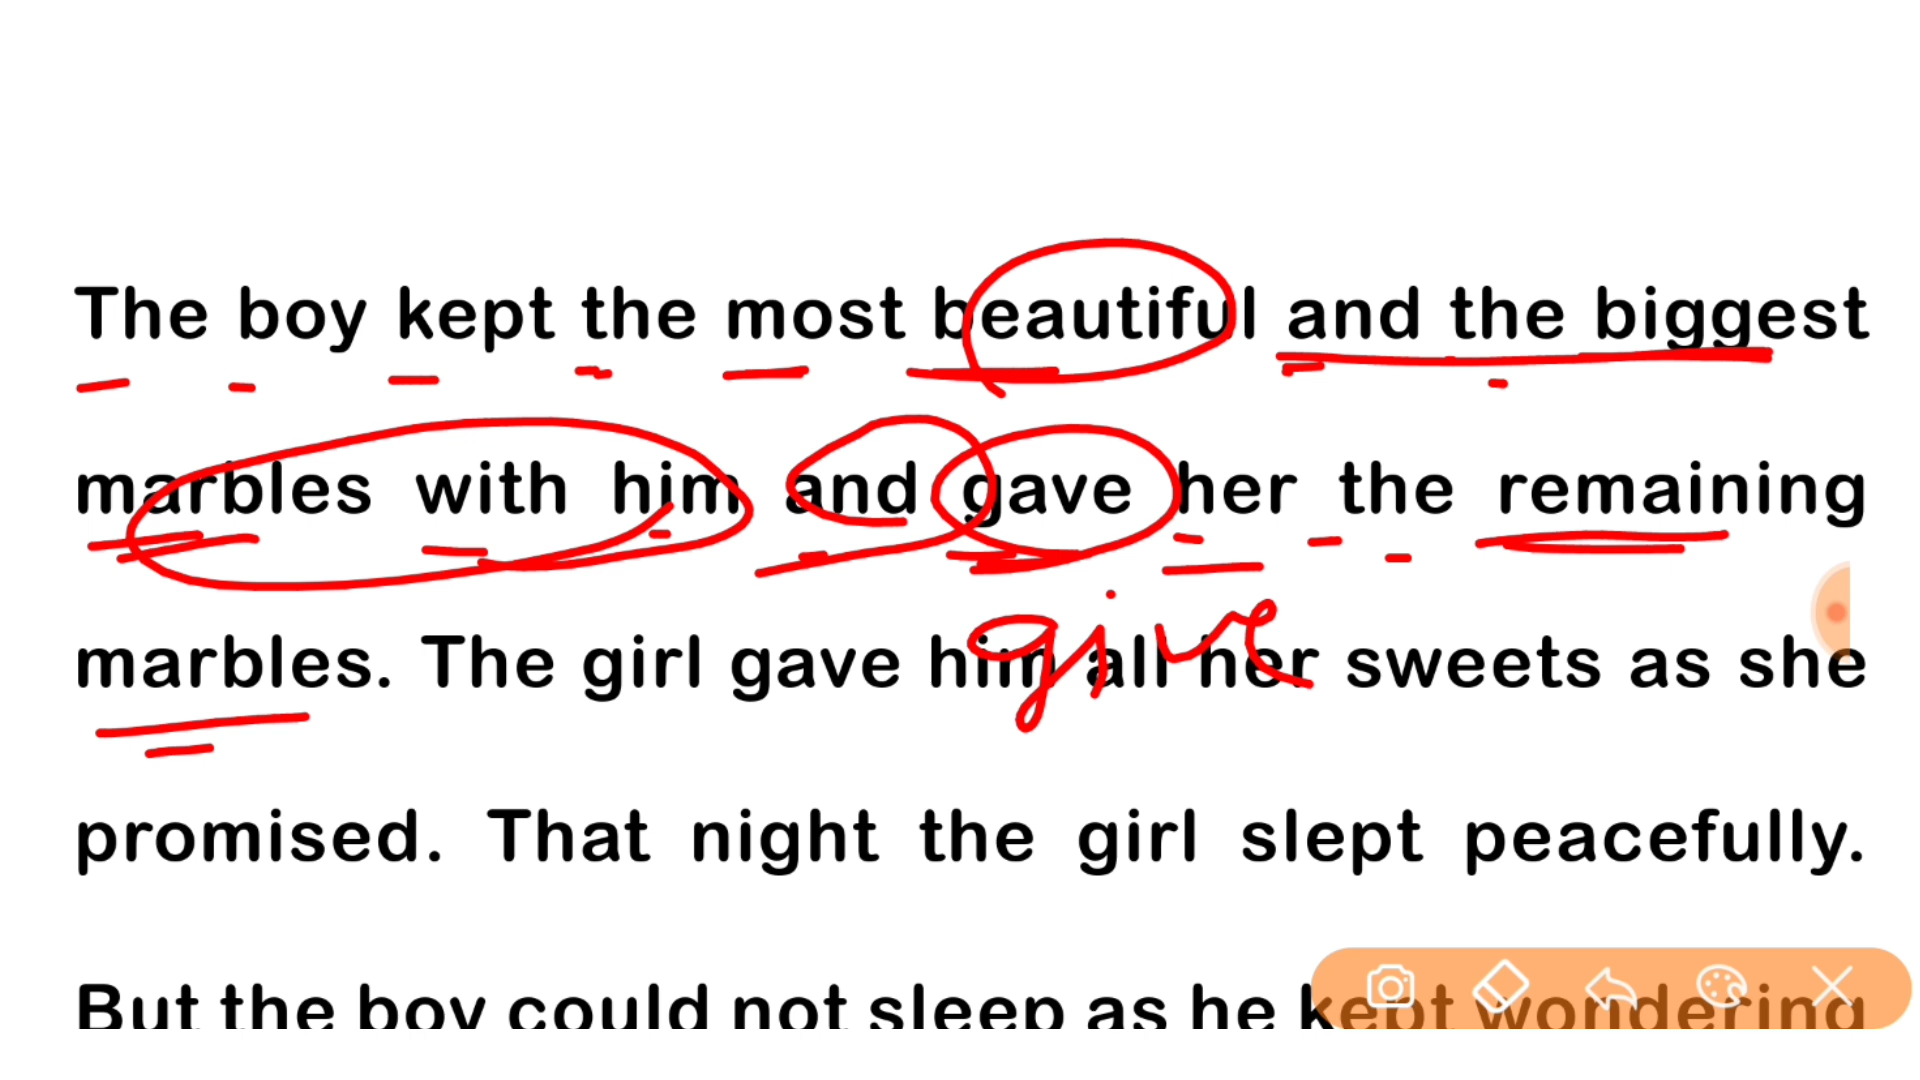 The boy kept the most beautiful and the biggest
marbles with him and gave her the remaining
give
marbles. The girl gave him all her sweets as she
promised. That night the girl slept peacefully.
But the boy could not sleep as he kept wondering